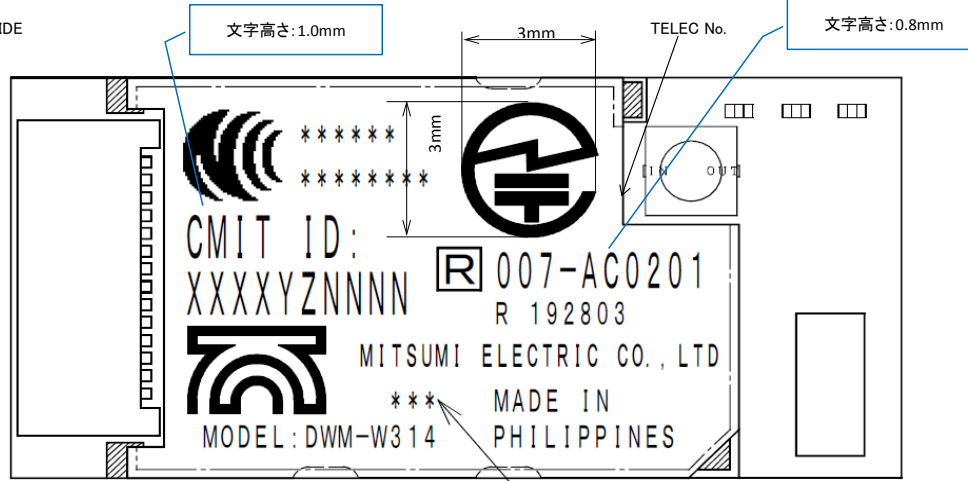 IDE
文字高さ:1.0mm
3mm
TELEC No.
文字高さ:0.8mm
******
3mm
********
IN OUT
CMIT ID:
XXXXYZNNNN
R 007-AC0201
R 192803
MITSUMI ELECTRIC CO., LTD
***
MADE IN
MODEL:DWM-W314
PHILIPPINES